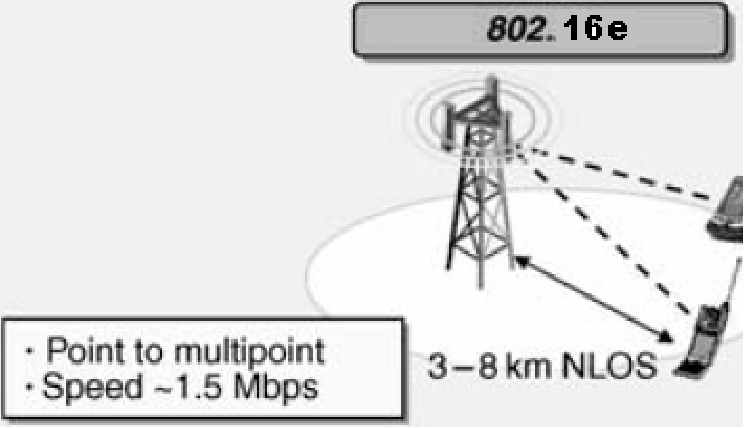 802.16e
3–8 km NLOS
· Point to multipoint
· Speed ~1.5 Mbps